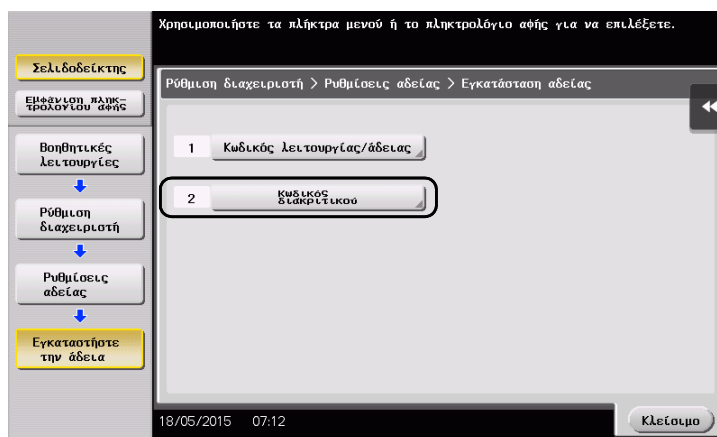 Χρησιμοποιήστε τα πλήκτρα μενού ή το πληκτρολόγιο αφής για να επιλέξετε.
Σελιδοδείκτης
Εμφάνιση πληκ-
τρολογίου αφής
Ρύθμιση διαχειριστή > Ρυθμίσεις αδείας > Εγκατάσταση αδείας
Βοηθητικές
λειτουργίες
1 Κωδικός λειτουργίας/άδειας
2 Κωδικός
διακριτικού
Ρύθμιση
διαχειριστή
Ρυθμίσεις
αδείας
Εγκαταστήστε
την άδεια
18/05/2015 07:12
Κλείσιμο